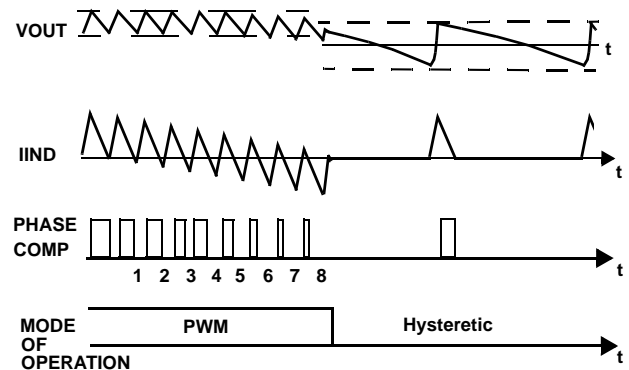 VOUT
t
IIND
t
PHASE
COMP
1 2 3 4 5 6 7 8
t
MODE
OF
OPERATION
PWM
Hysteretic
t